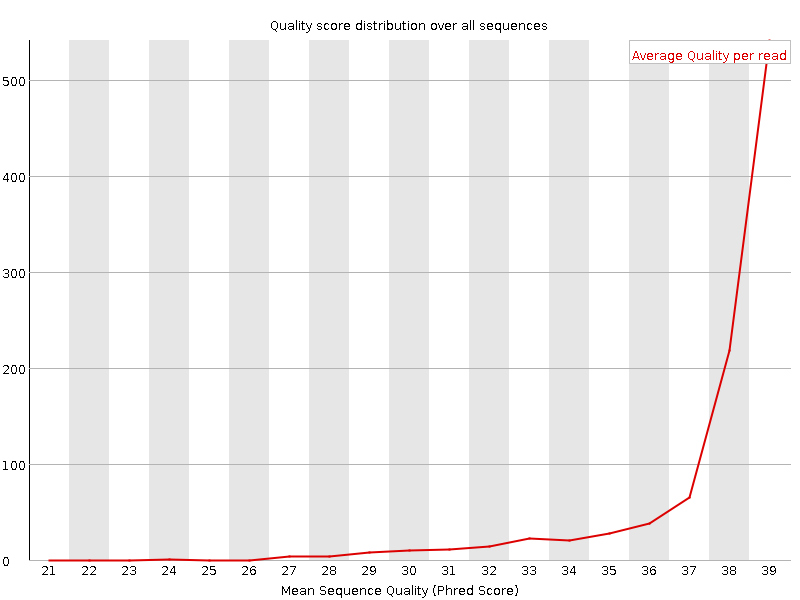 Quality score distribution over all sequences
Average Quality per read
500
400
300
200
100
0
21 22 23 24 25 26 27 28 29 30 31 32 33 34 35 36 37 38 39
Mean Sequence Quality (Phred Score)